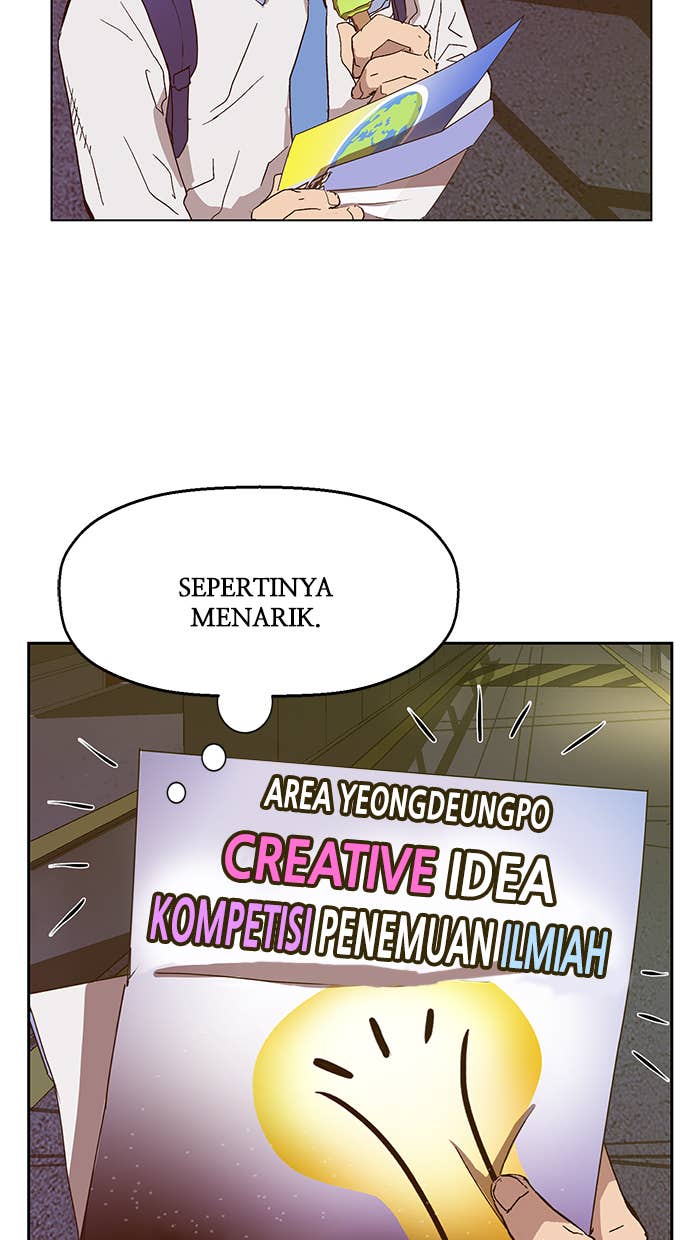 SEPERTINYA
MENARIK.
AREA YEONGDEUNGPO
CREATIVE IDEA
KOMPETISI PENEMUAN ILMIAH